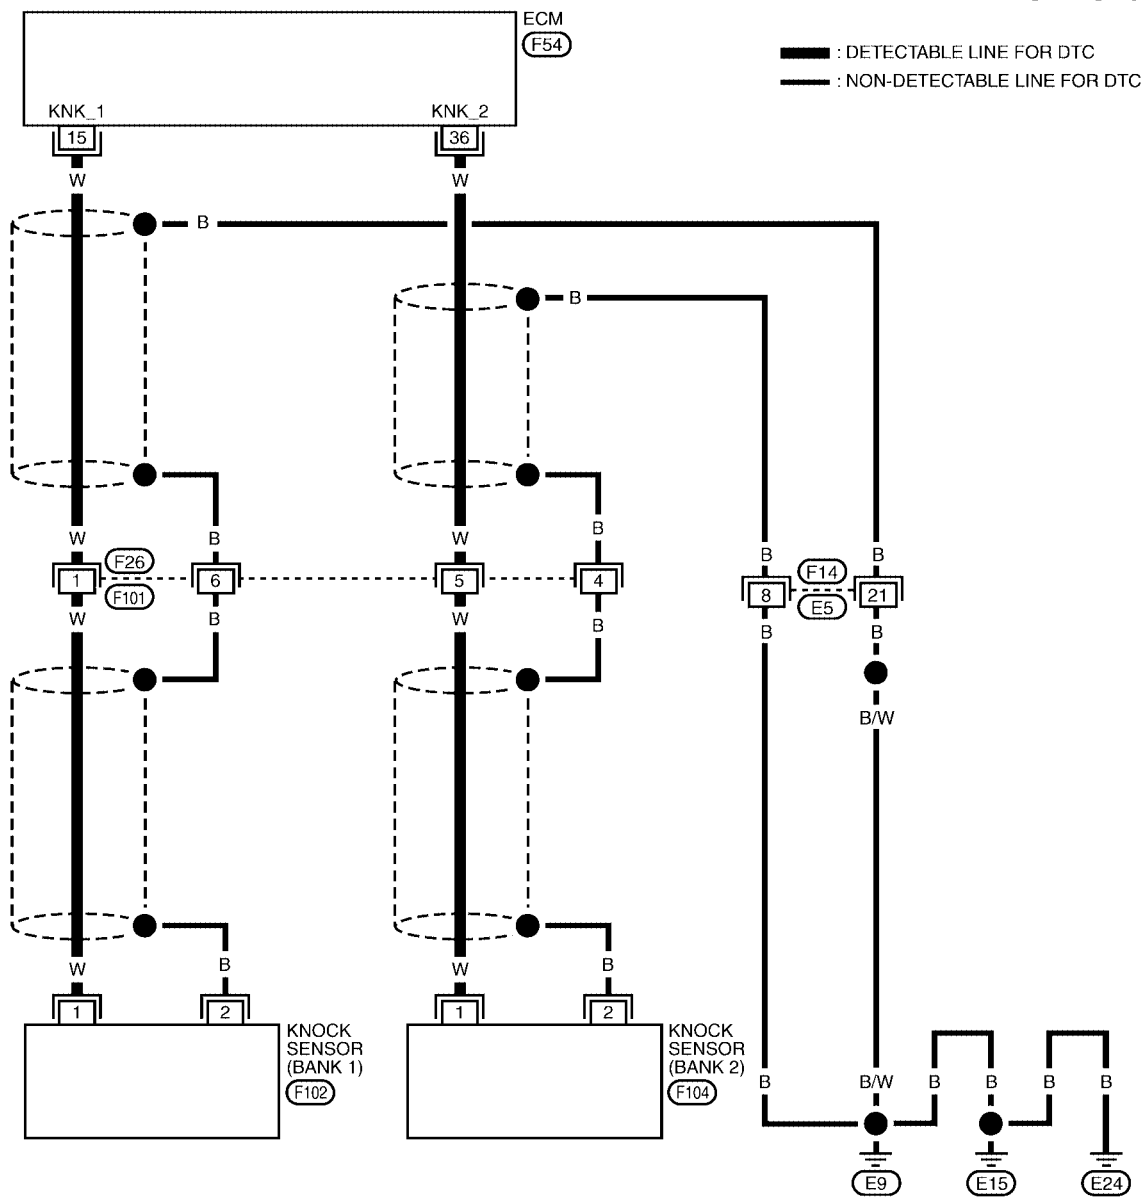 ECM
F54
: DETECTABLE LINE FOR DTC
: NON-DETECTABLE LINE FOR DTC
KNK_1
KNK_2
15
36
W
W
B
B
W
B
W
B
B
B
F26
F14
1
6
5
4
8
21
F101
E5
W
B
W
B
B
B
B/W
B
B
W
W
1
2
1
2
KNOCK
SENSOR
(BANK 1)
F102
KNOCK
SENSOR
(BANK 2)
F104
B
B/W
B
B
B
B
E9
E15
E24